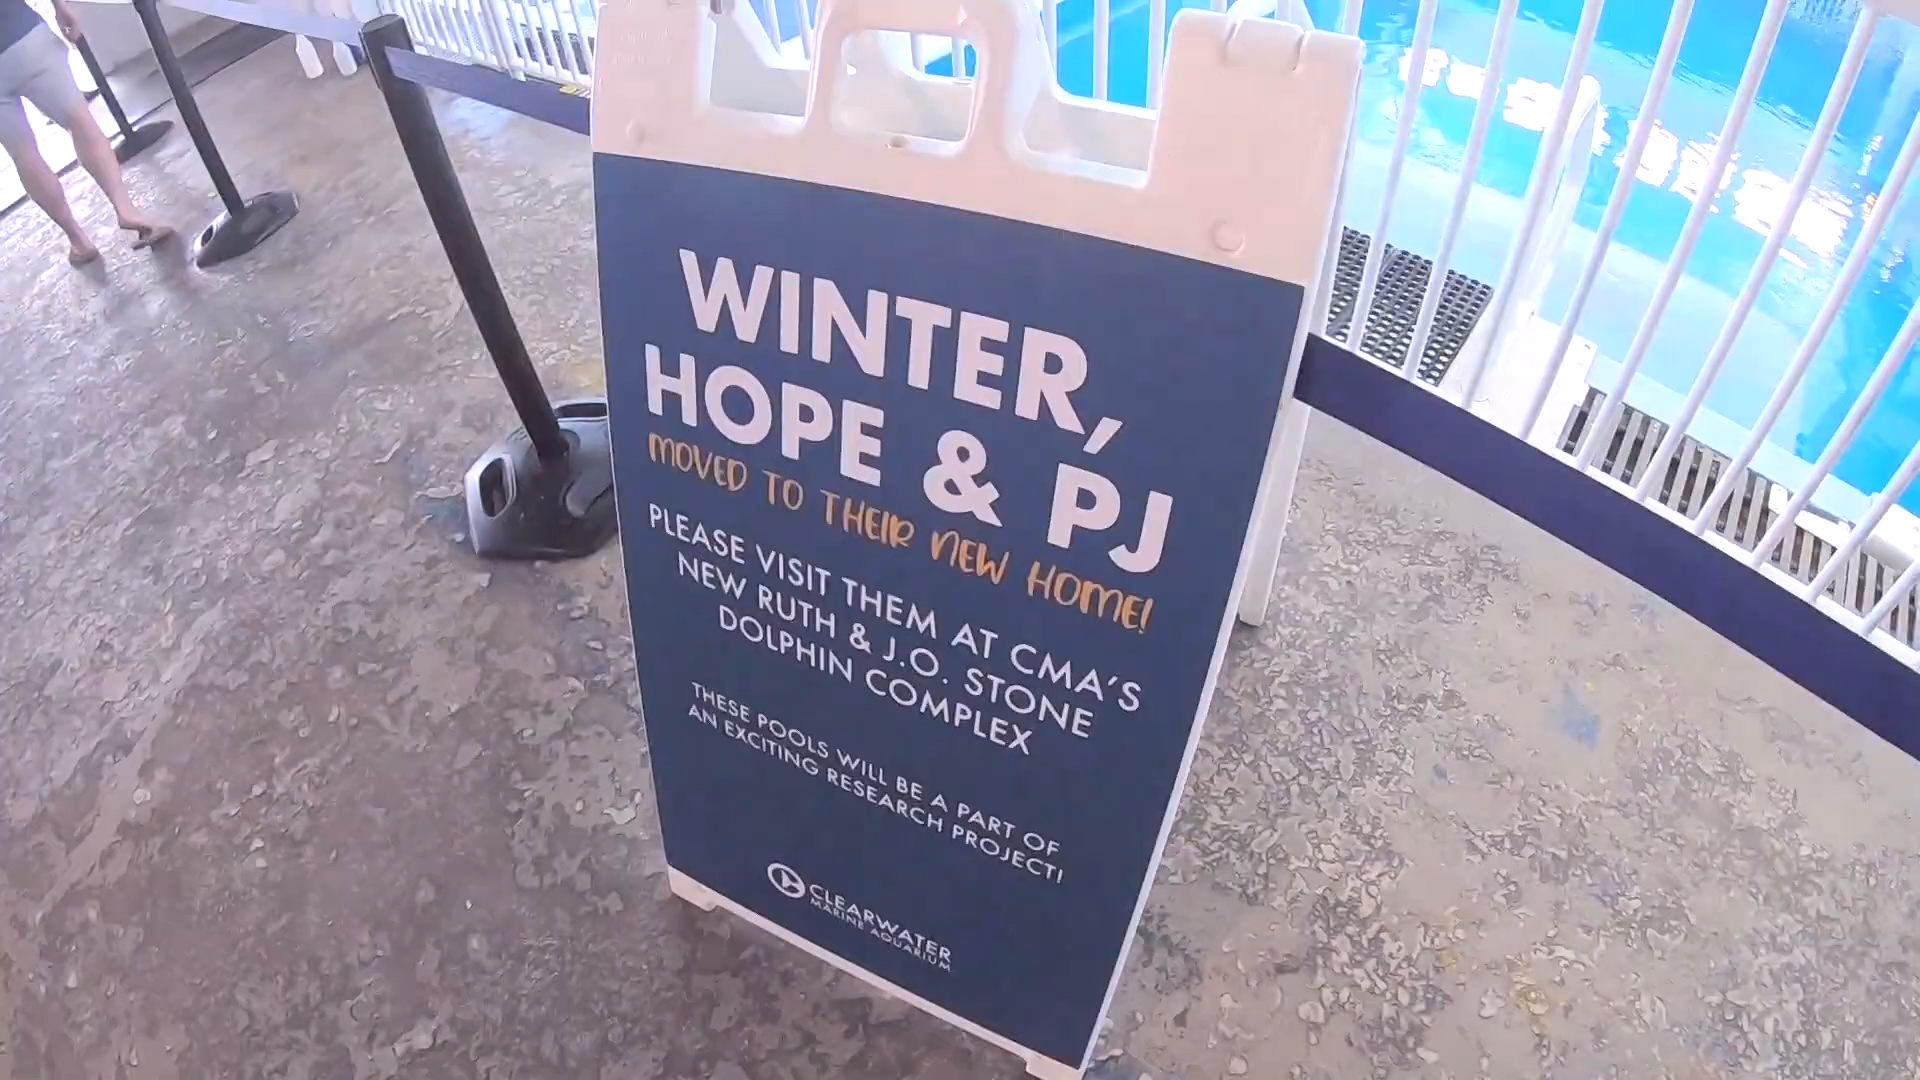 WINTER,
HOPE & PJ
MOVED TO THEIR NEW HOME!
PLEASE VISIT THEM AT CMA'S
NEW RUTH & J.O. STONE
DOLPHIN COMPLEX
THESE POOLS WILL BE A PART OF
AN EXCITING RESEARCH PROJECT!
CLEARWATER
MARINE AQUARIUM